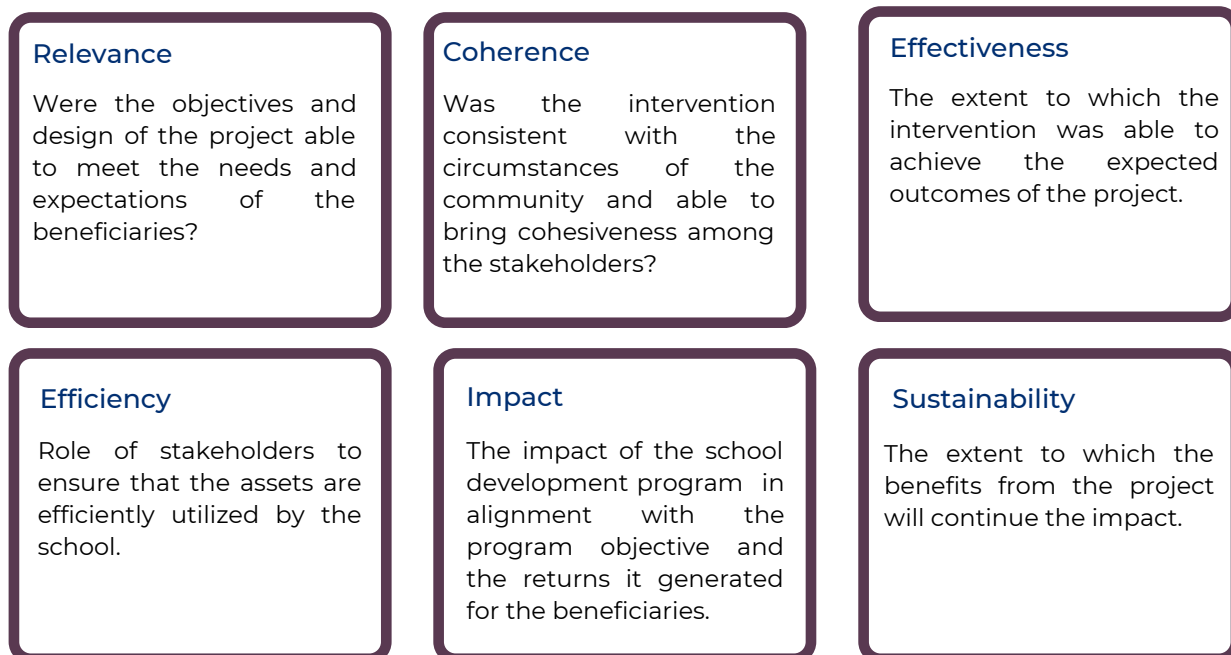 Relevance
Were the objectives and
design of the project able
to meet the needs and
expectations of the
beneficiaries?
Coherence
Was the intervention
consistent with the
circumstances of the
community and able to
bring cohesiveness among
the stakeholders?
Effectiveness
The extent to which the
intervention was able to
achieve the expected
outcomes of the project.
Efficiency
Role of stakeholders to
ensure that the assets are
efficiently utilized by the
school.
Impact
The impact of the school
development program in
alignment with the
program objective and
the returns it generated
for the beneficiaries.
Sustainability
The extent to which the
benefits from the project
will continue the impact.